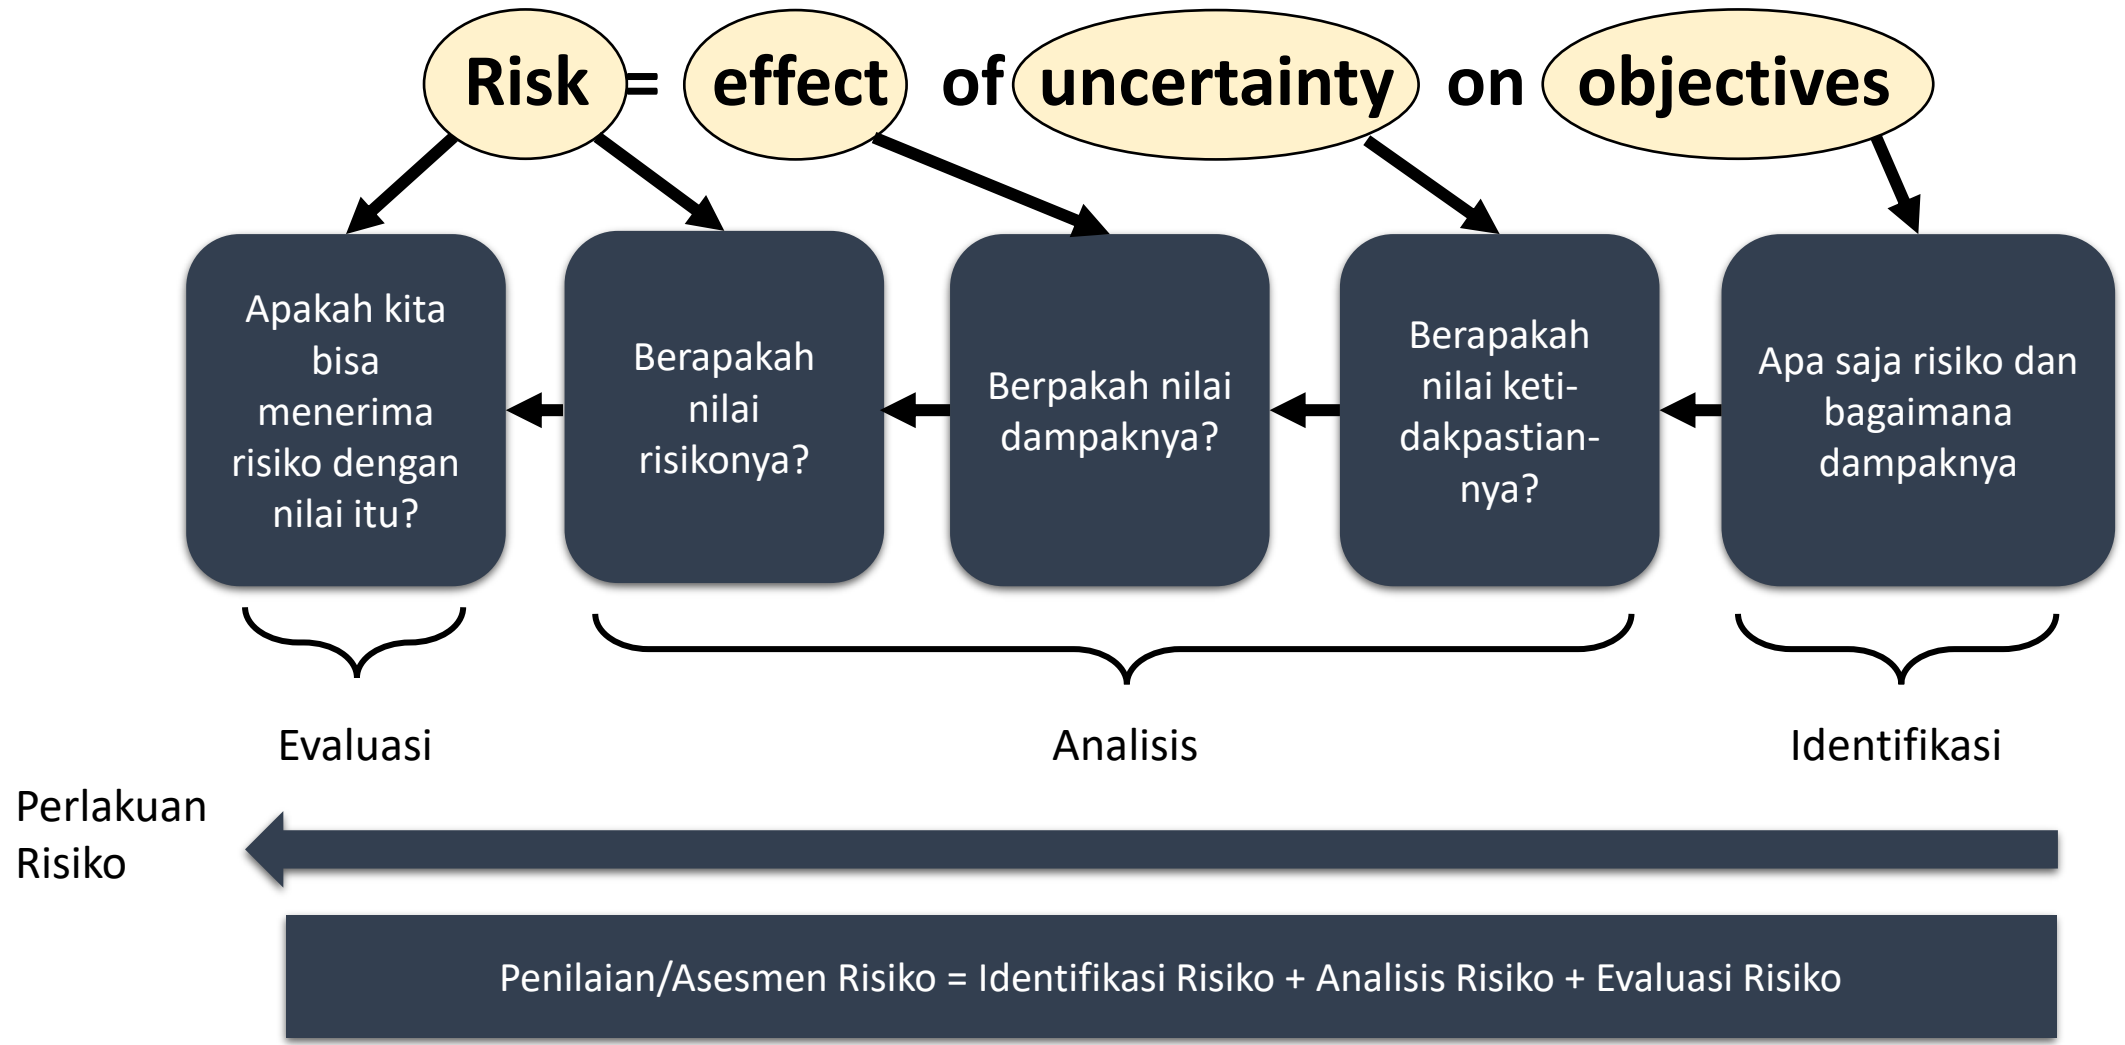 Risk = effect of uncertainty on objectives
Apakah kita
bisa
menerima
risiko dengan
nilai itu?
Berapakah
nilai
risikonya?
Berpakah nilai
dampaknya?
Berapakah
nilai keti-
dakpastian-
nya?
Apa saja risiko dan
bagaimana
dampaknya
Evaluasi
Analisis
Identifikasi
Perlakuan
Risiko
Penilaian/Asesmen Risiko = Identifikasi Risiko + Analisis Risiko + Evaluasi Risiko